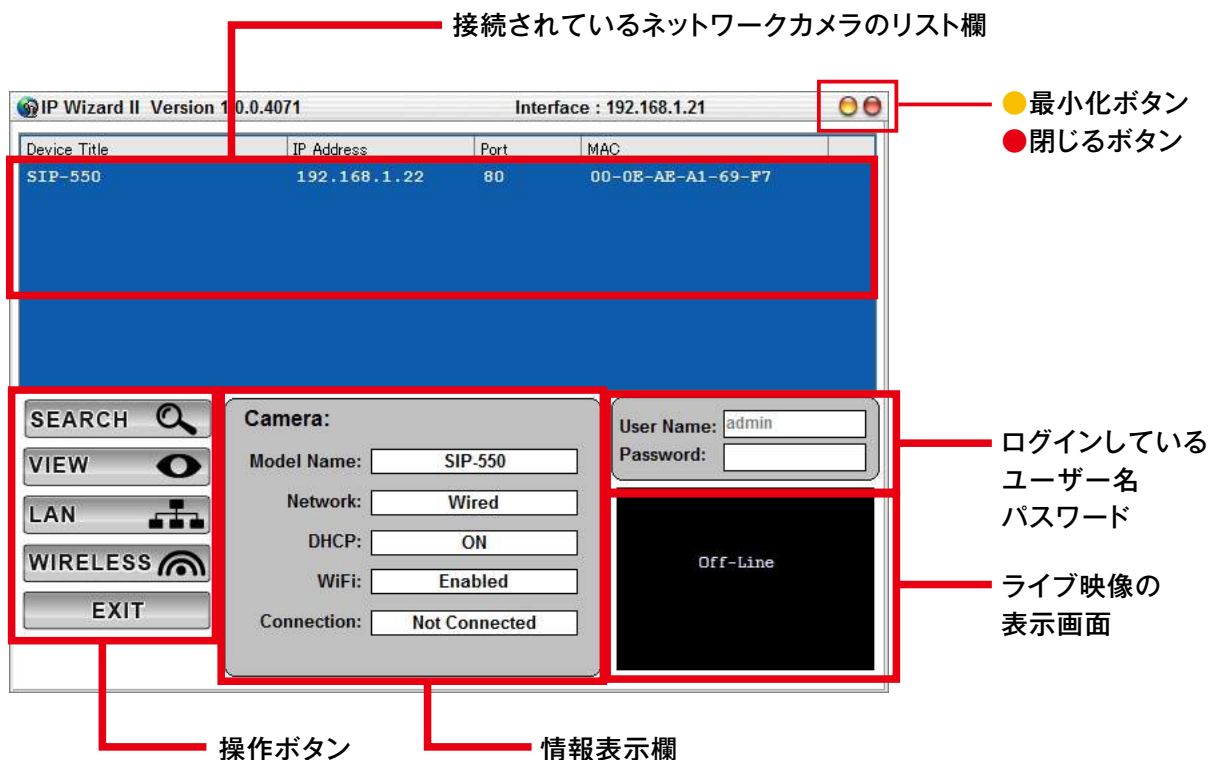 接続されているネットワークカメラのリスト欄
IP Wizard II Version 1.0.0.4071 Interface : 192.168.1.21
●最小化ボタン
●閉じるボタン
Device Title IP Address Port MAC
SIP-550 192.168.1.22 80 00-0E-AE-A1-69-F7
SEARCH
VIEW
LAN
WIRELESS
EXIT
Camera:
Model Name: SIP-550
Network: Wired
DHCP: ON
WiFi: Enabled
Connection: Not Connected
User Name: admin
Password:
Off-Line
ログインしている
ユーザー名
パスワード
ライブ映像の
表示画面
操作ボタン
情報表示欄